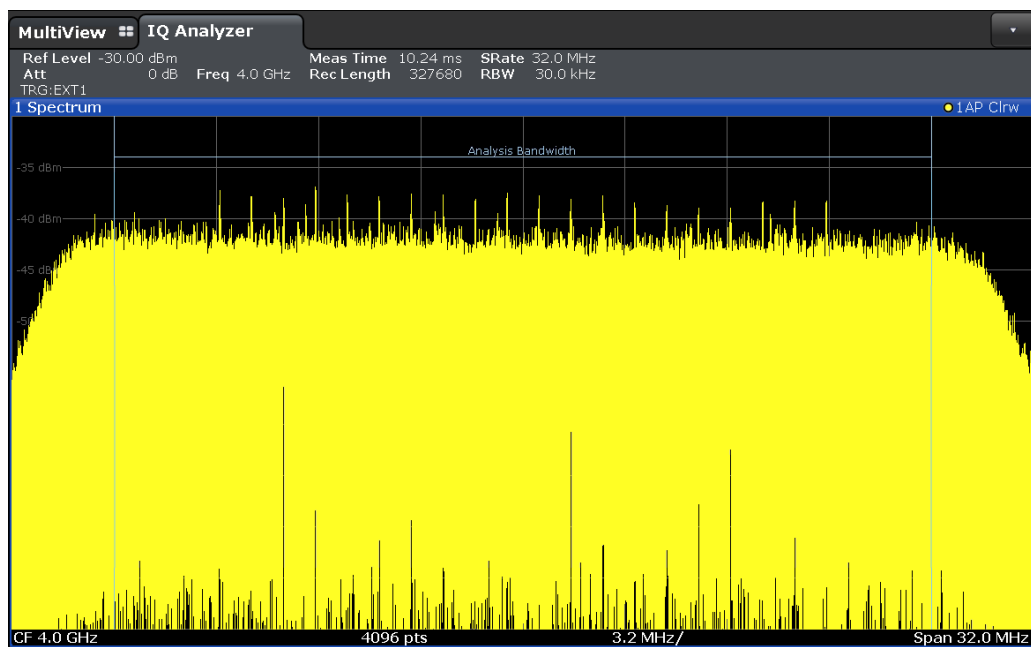 MultiView IQ Analyzer
Ref Level -30.00 dBm Meas Time 10.24 ms SRate 32.0 MHz
Att 0 dB Freq 4.0 GHz Rec Length 327680 RBW 30.0 kHz
TRG:EXT1
1 Spectrum 1AP Clrw
Analysis Bandwidth
-35 dBm
-40 dBm
-45 dB
CF 4.0 GHz 4096 pts 3.2 MHz/ Span 32.0 MHz